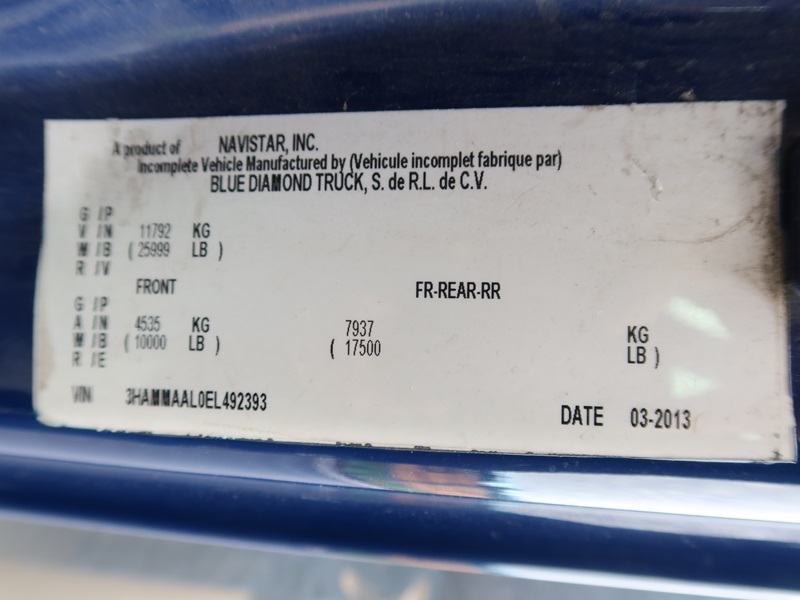 A product of NAVISTAR, INC.
Incomplete Vehicle Manufactured by (Vehicule incomplet fabrique par)
BLUE DIAMOND TRUCK, S. de R.L. de C.V.
G /P
V /N 11792 KG
W /B ( 25999 LB )
R /V
FRONT FR-REAR-RR
G /P
A /N 4535 KG 7937 KG
W /B ( 10000 LB ) ( 17500 LB )
R /E
VIN 3HAMMAAL0EL492393
DATE 03-2013